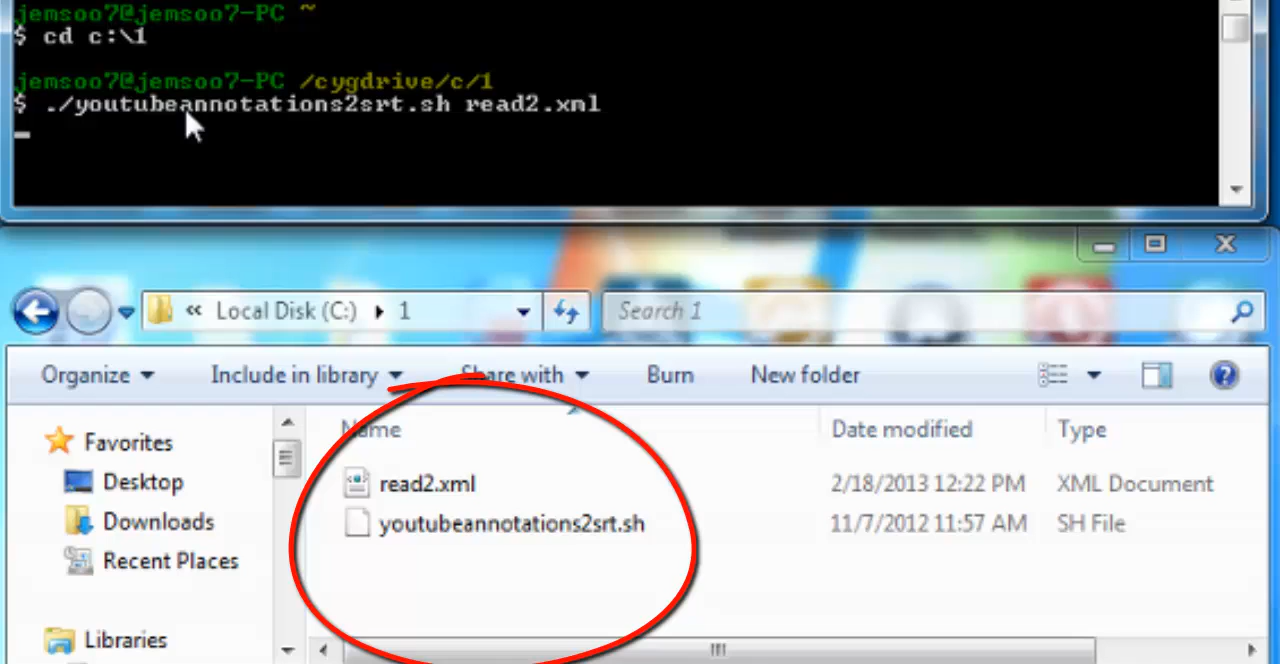 jemsoo7@jemsoo7-PC ~
$ cd c:\1
jemsoo7@jemsoo7-PC /cygdrive/c/1
$ ./youtubeannotations2srt.sh read2.xml
« Local Disk (C:) 1 Search 1
Organize Include in library Share with Burn New folder
Name Date modified Type
Favorites
Desktop read2.xml 2/18/2013 12:22 PM XML Document
Downloads youtubeannotations2srt.sh 11/7/2012 11:57 AM SH File
Recent Places
Libraries